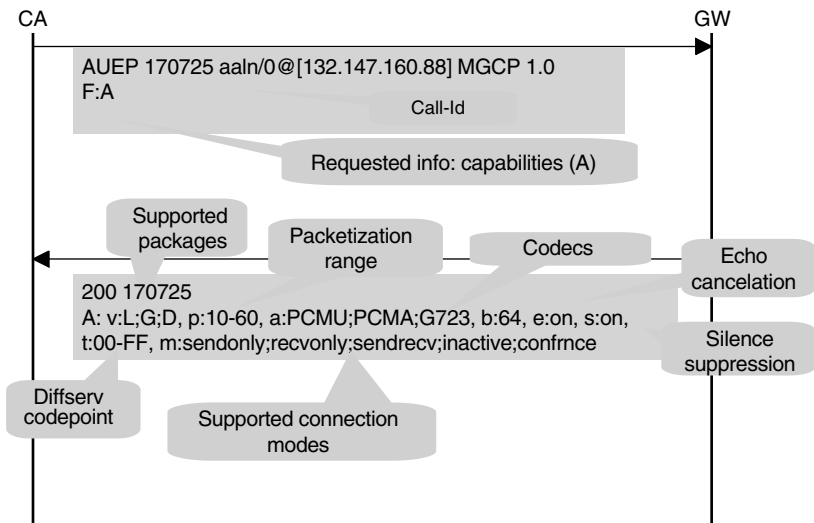 CA
GW
AUEP 170725 aaln/0@[132.147.160.88] MGCP 1.0
F:A
Call-Id
Requested info: capabilities (A)
Supported
packages
Packetization
range
Codecs
Echo
cancelation
200 170725
A: v:L;G;D, p:10-60, a:PCMU;PCMA;G723, b:64, e:on, s:on,
t:00-FF, m:sendonly;recvonly;sendrecv;inactive;confrnce
Silence
suppression
Diffserv
codepoint
Supported connection
modes